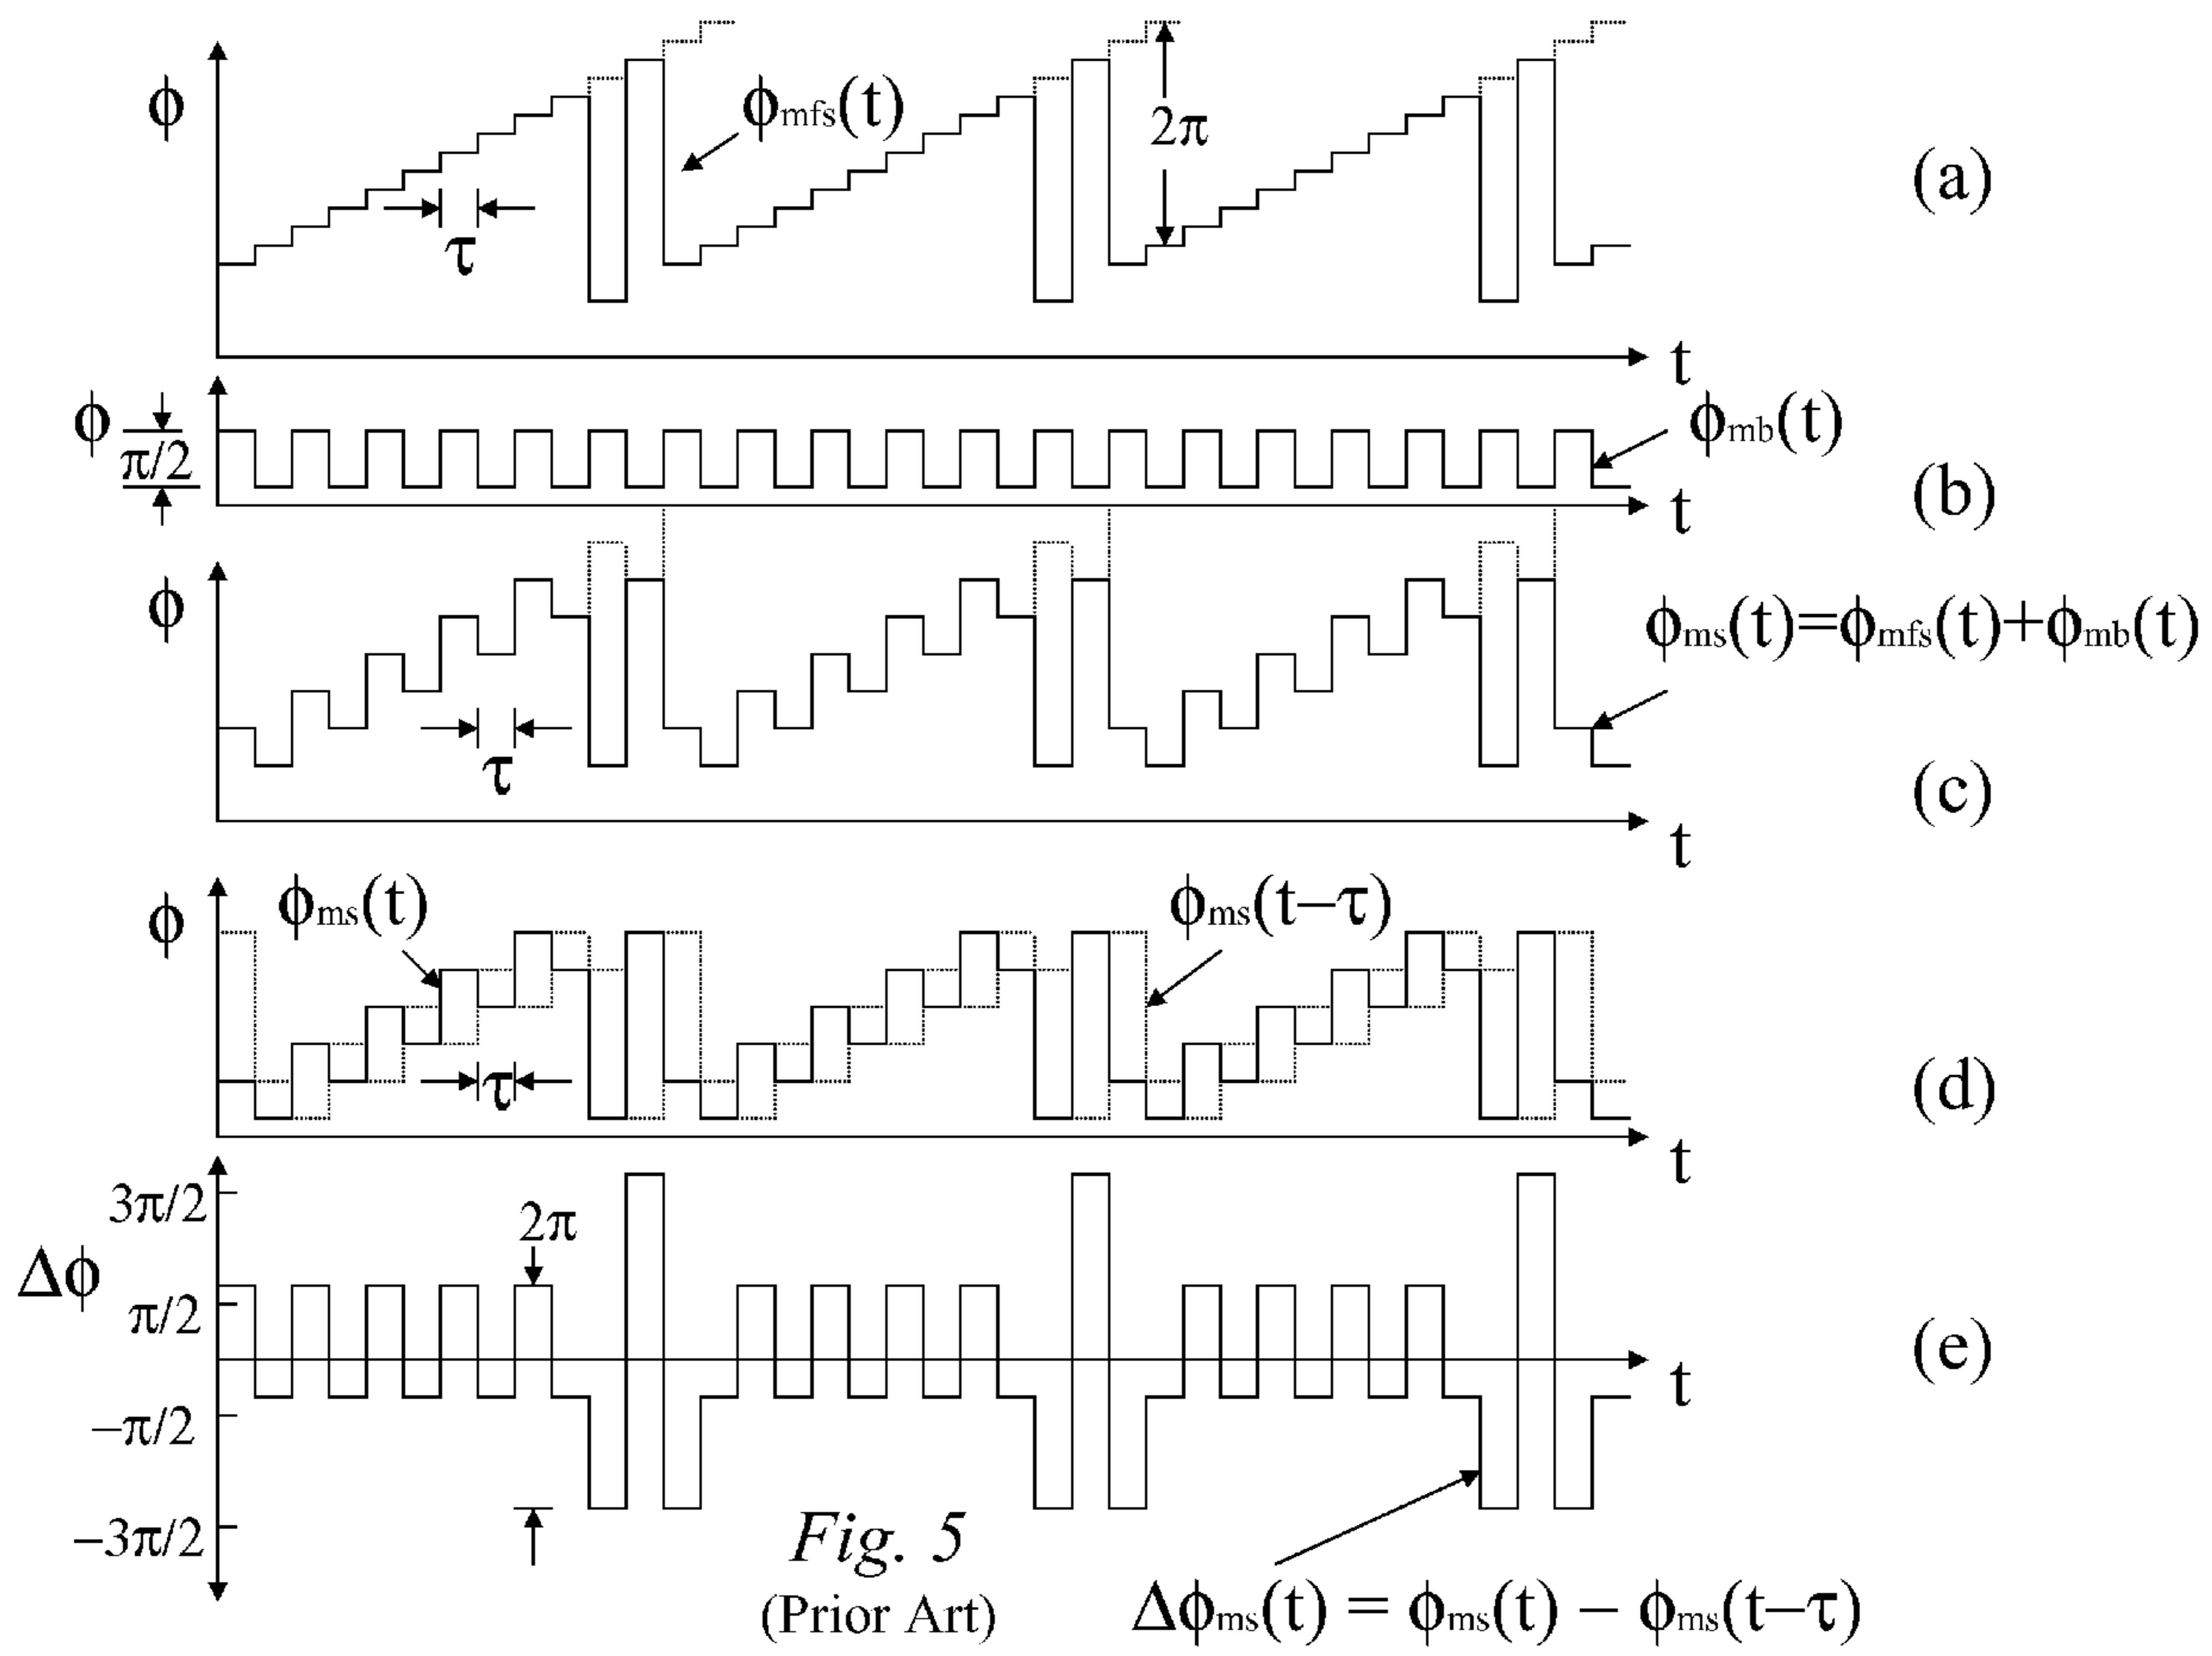 ϕ
ϕmfs(t)
2π
τ
(a)
t
ϕ
π/2
ϕmb(t)
(b)
t
ϕ
ϕms(t)=ϕmfs(t)+ϕmb(t)
τ
(c)
t
ϕ
ϕms(t)
ϕms(t−τ)
τ
(d)
t
3π/2
2π
Δϕ
π/2
(e)
t
−π/2
−3π/2
Fig. 5
(Prior Art)
Δϕms(t) = ϕms(t) − ϕms(t−τ)